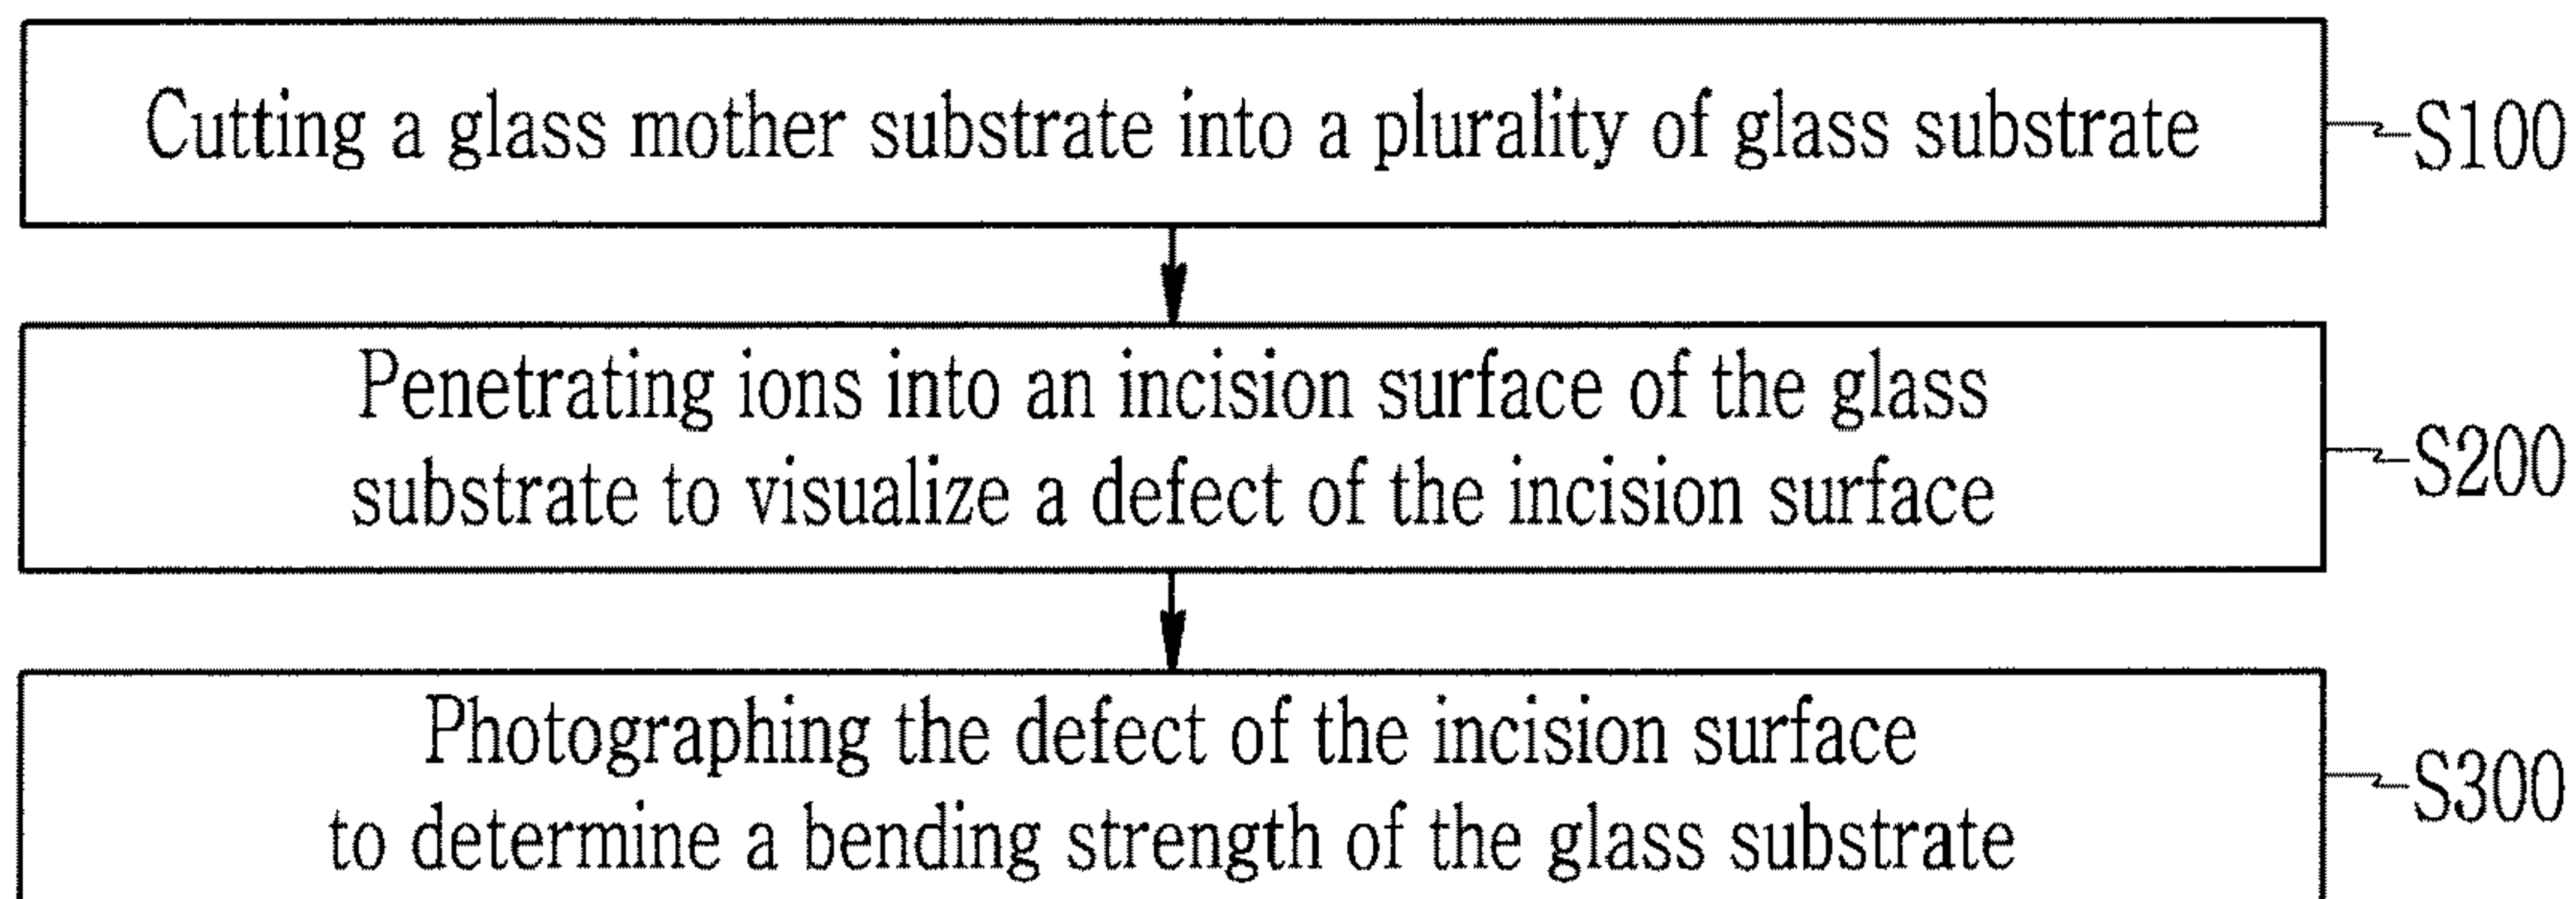 Cutting a glass mother substrate into a plurality of glass substrate
S100
Penetrating ions into an incision surface of the glass
substrate to visualize a defect of the incision surface
S200
Photographing the defect of the incision surface
to determine a bending strength of the glass substrate
S300